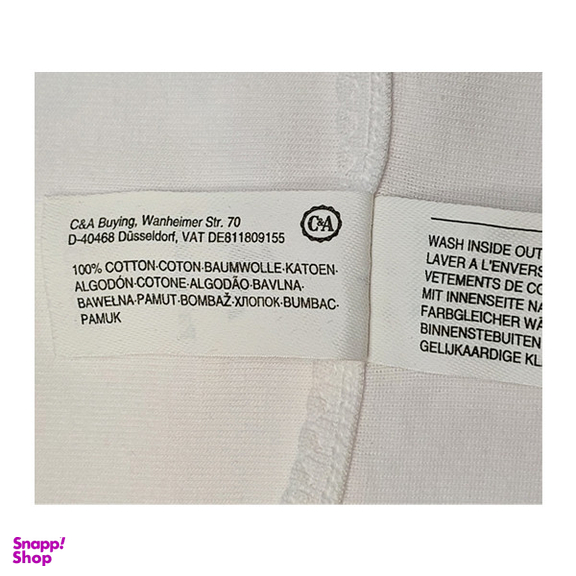 C&A Buying, Wanheimer Str. 70
D-40468 Düsseldorf, VAT DE811809155
C&A
100% COTTON·COTON·BAUMWOLLE·KATOEN·
ALGODÓN·COTONE·ALGODÃO·BAVLNA·
BAWEŁNA·PAMUT·BOMBAŽ·ХЛОПОК·BUMBAC·
PAMUK
WASH INSIDE OUT
LAVER A L'ENVERS
VETEMENTS DE CO
MIT INNENSEITE NA
FARBGLEICHER WÄ
BINNENSTEBUITEN
GELIJKAARDIGE KL
Snapp!
Shop